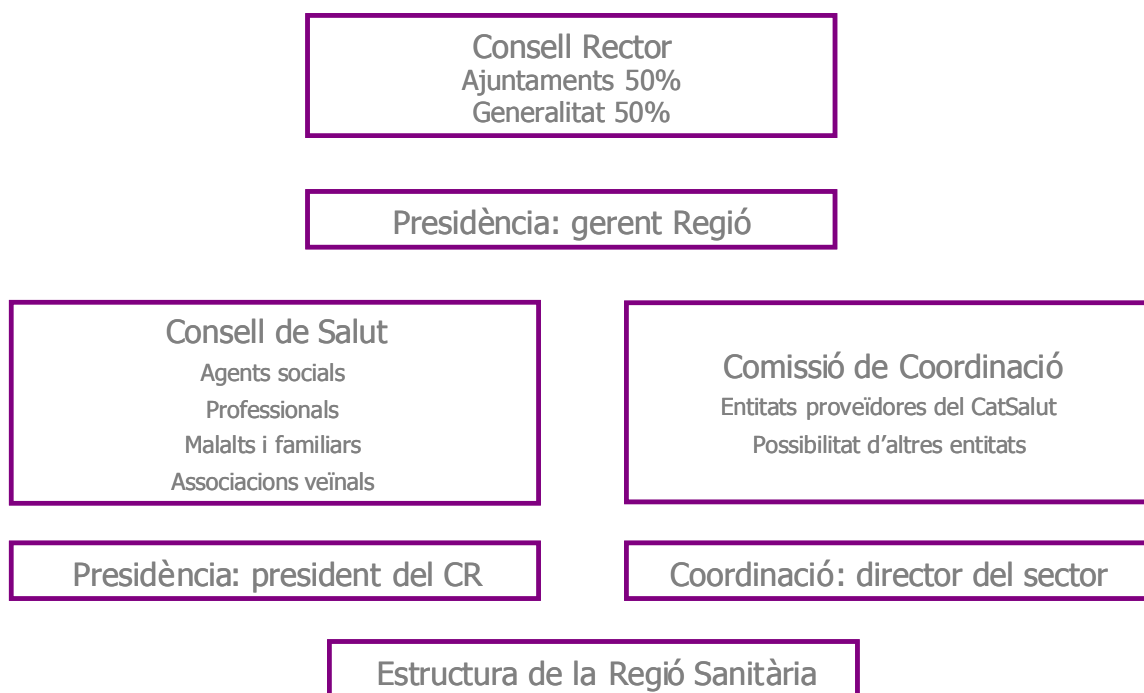 Consell Rector
Ajuntaments 50%
Generalitat 50%
Presidència: gerent Regió
Consell de Salut
Agents socials
Professionals
Malalts i familiars
Associacions veïnals
Presidència: president del CR
Comissió de Coordinació
Entitats proveïdores del CatSalut
Possibilitat d’altres entitats
Coordinació: director del sector
Estructura de la Regió Sanitària